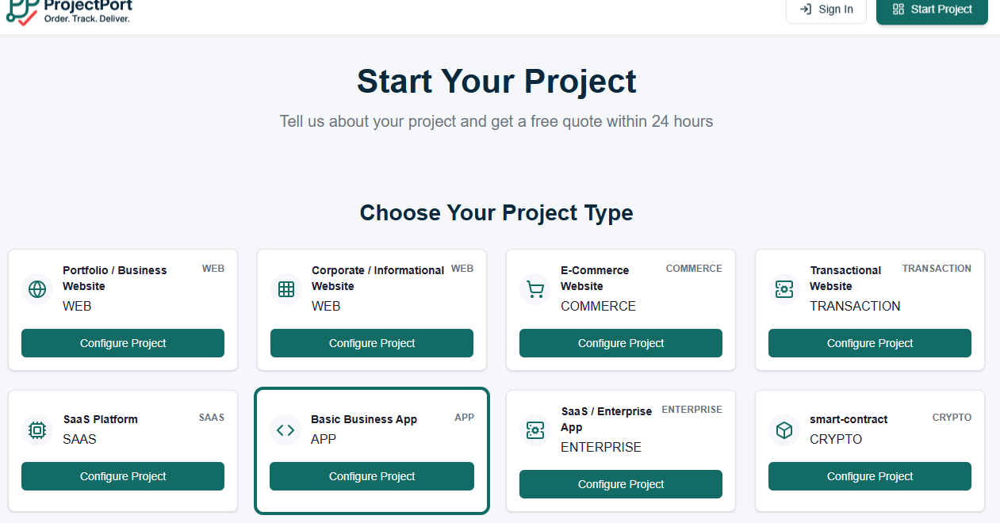 ProjectPort
Order. Track. Deliver.
Sign In
Start Project
Start Your Project
Tell us about your project and get a free quote within 24 hours
Choose Your Project Type
Portfolio / Business
Website
WEB
WEB
Configure Project
Corporate / Informational
Website
WEB
WEB
Configure Project
E-Commerce
Website
COMMERCE
COMMERCE
Configure Project
Transactional
Website
TRANSACTION
TRANSACTION
Configure Project
SaaS Platform
SAAS
SAAS
Configure Project
Basic Business App
APP
APP
Configure Project
SaaS / Enterprise
App
ENTERPRISE
ENTERPRISE
Configure Project
smart-contract
CRYPTO
CRYPTO
Configure Project